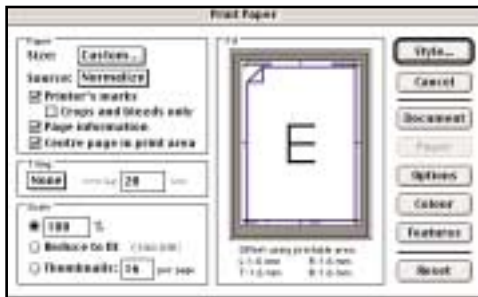 Print Paper
Paper
Size: Custom...
Source: Normalize
Printer's marks
Crops and bleeds only
Page information
Centre page in print area
Tiling
None 20
Scale
100 %
Reduce to fit
Thumbnails: 16 per page
Fill
E
Offset using printable area:
Style...
Cancel
Document
Paper
Options
Colour
Features
Reset